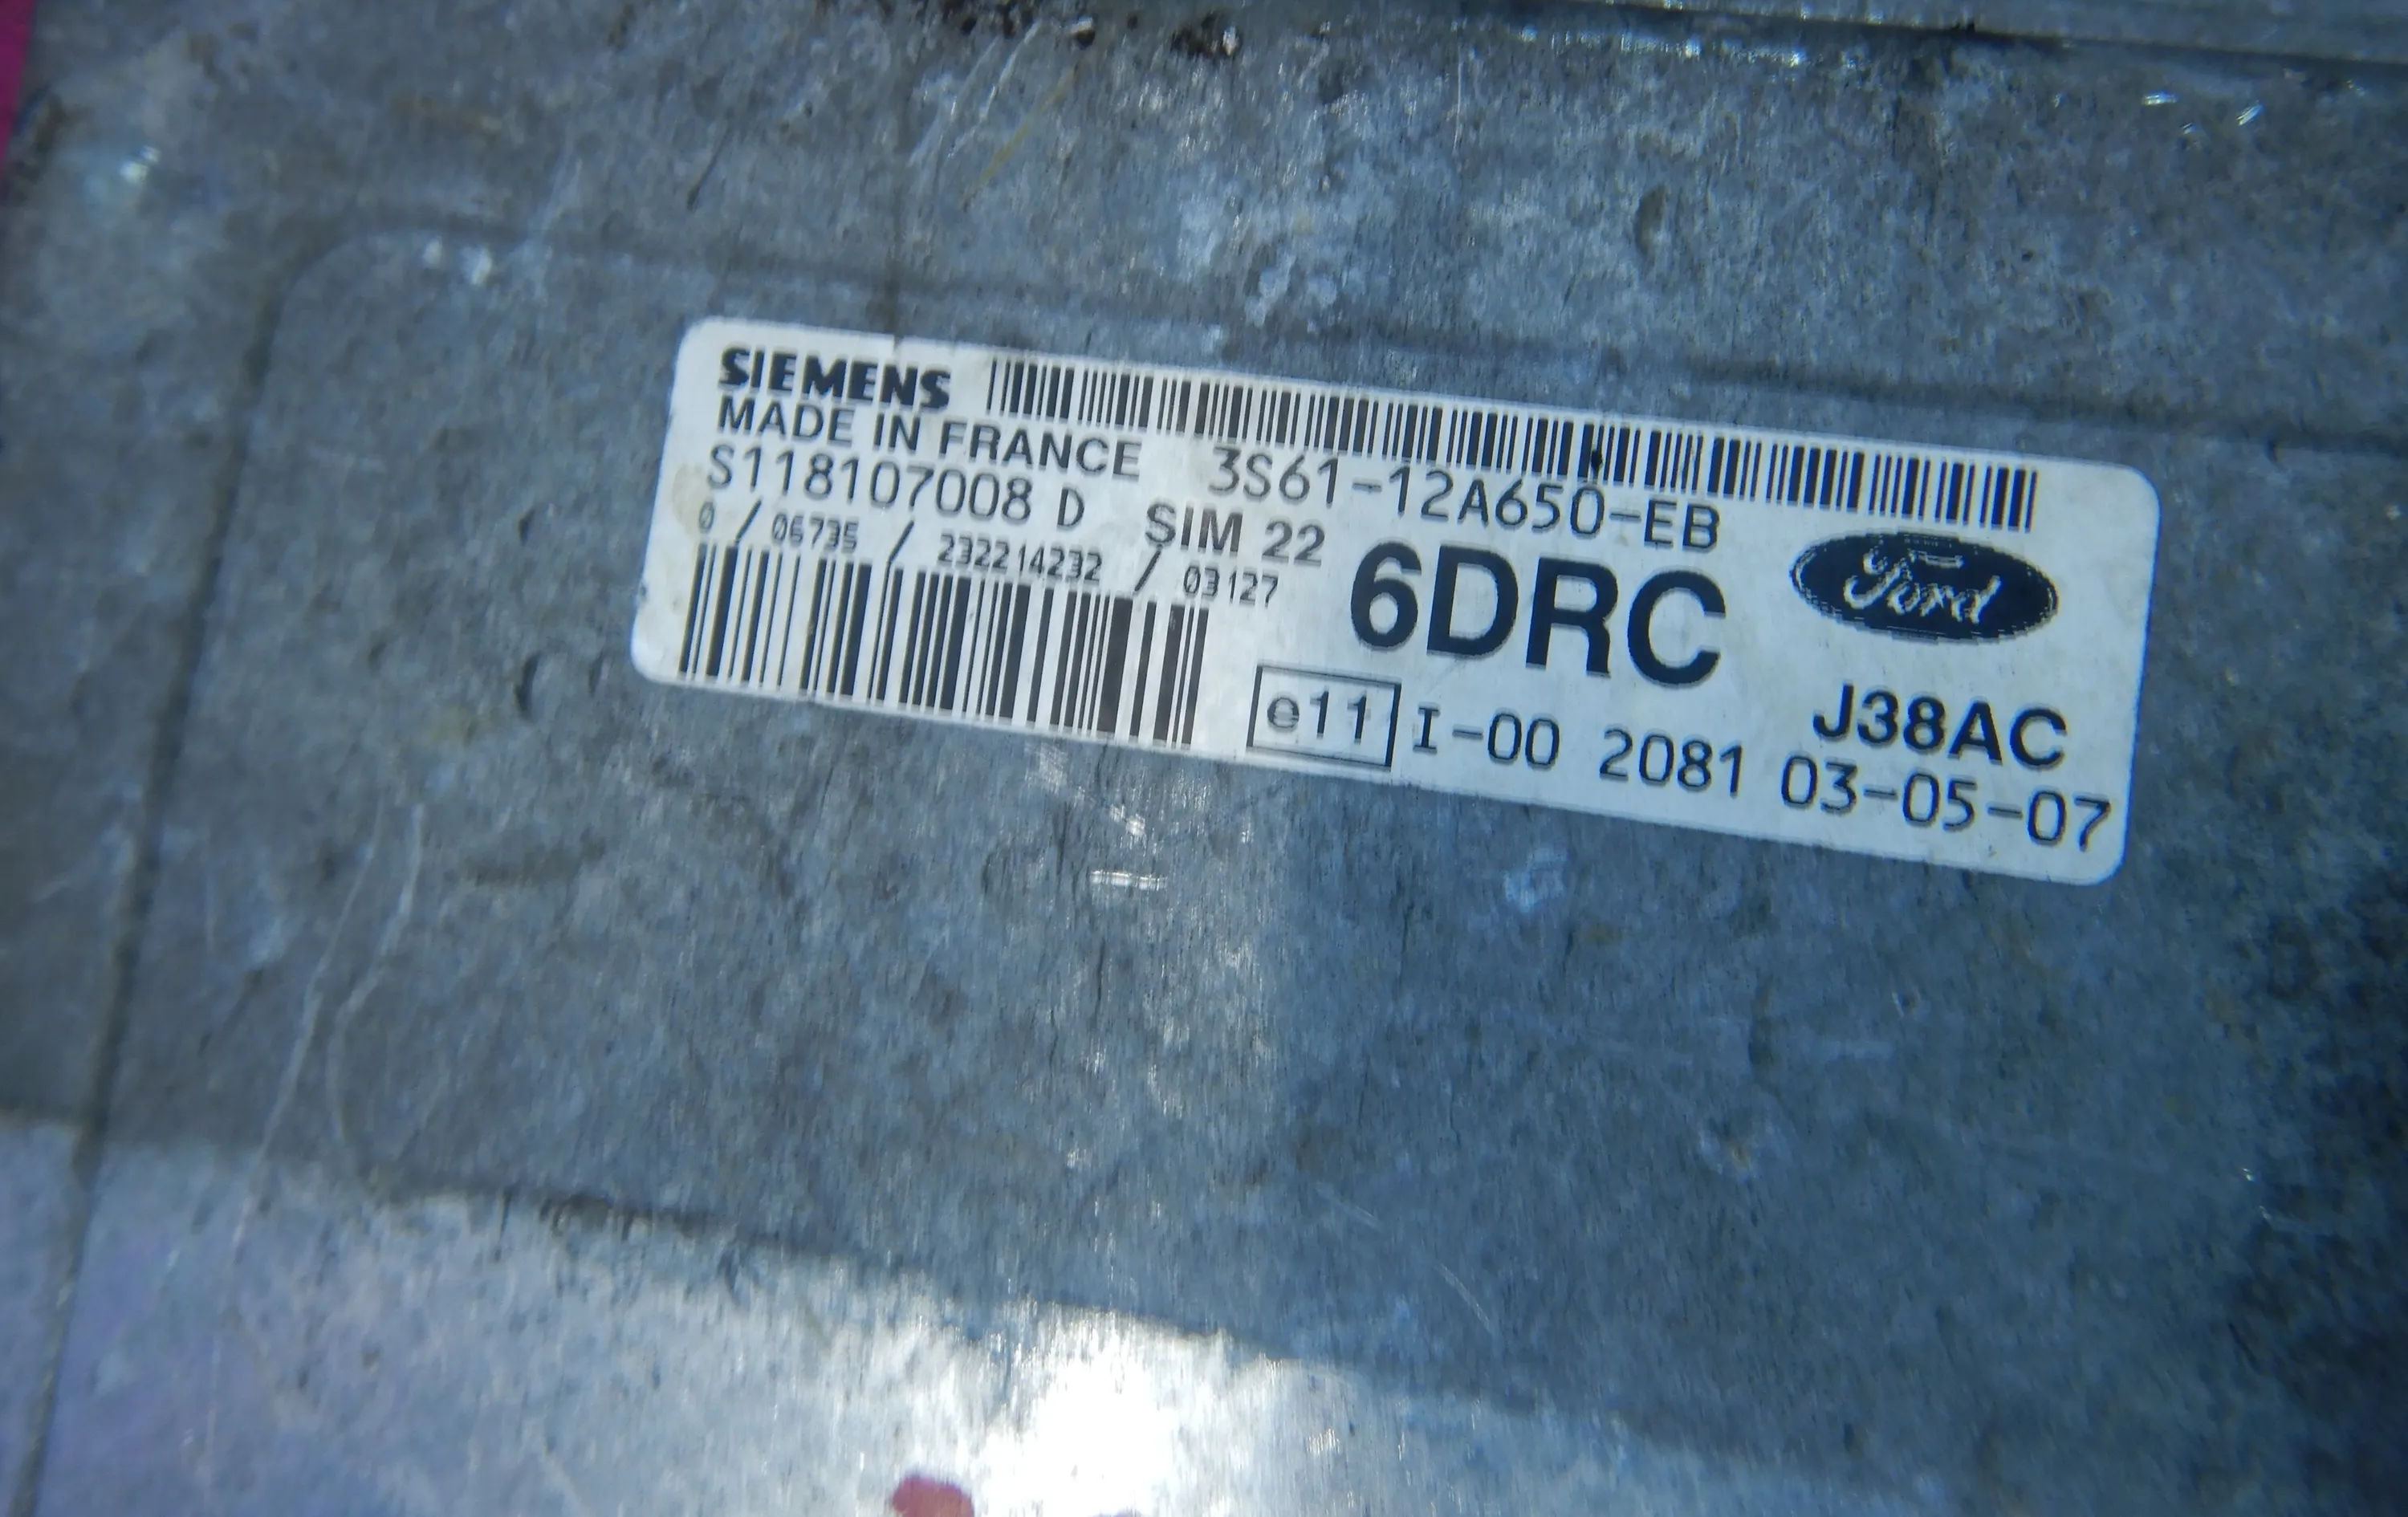 SIEMENS
MADE IN FRANCE 3S61-12A650-EB
S118107008 D SIM 22
0 / 06735 / 232214232 / 03127
6DRC
Ford
J38AC
e11 I-00 2081 03-05-07